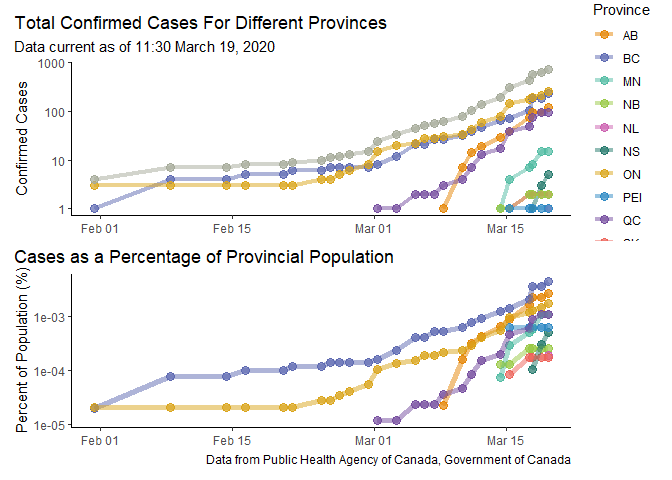 Total Confirmed Cases For Different Provinces
Data current as of 11:30 March 19, 2020
Province
AB
BC
MN
NB
NL
NS
ON
PEI
QC
Confirmed Cases
1000
100
10
1
Feb 01
Feb 15
Mar 01
Mar 15
Cases as a Percentage of Provincial Population
Percent of Population (%)
1e-03
1e-04
1e-05
Feb 01
Feb 15
Mar 01
Mar 15
Data from Public Health Agency of Canada, Government of Canada